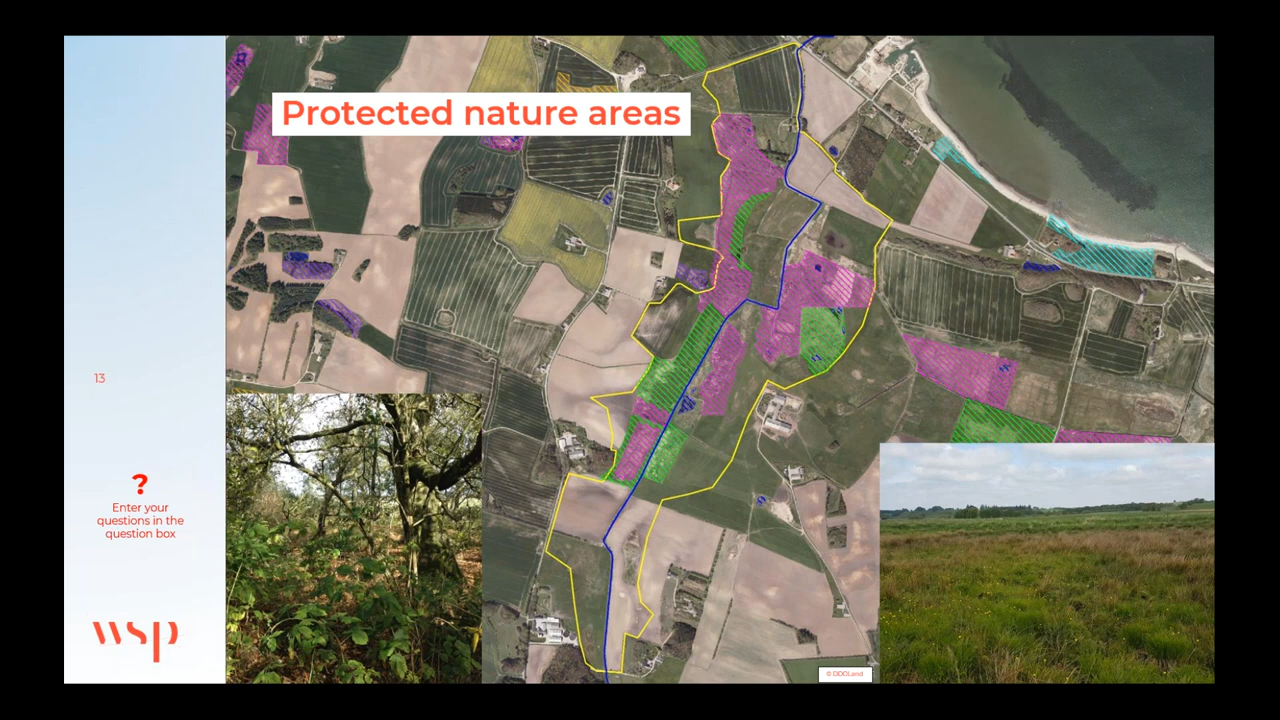 Protected nature areas
13
?
Enter your
questions in the
question box
wsp
© DDOLand